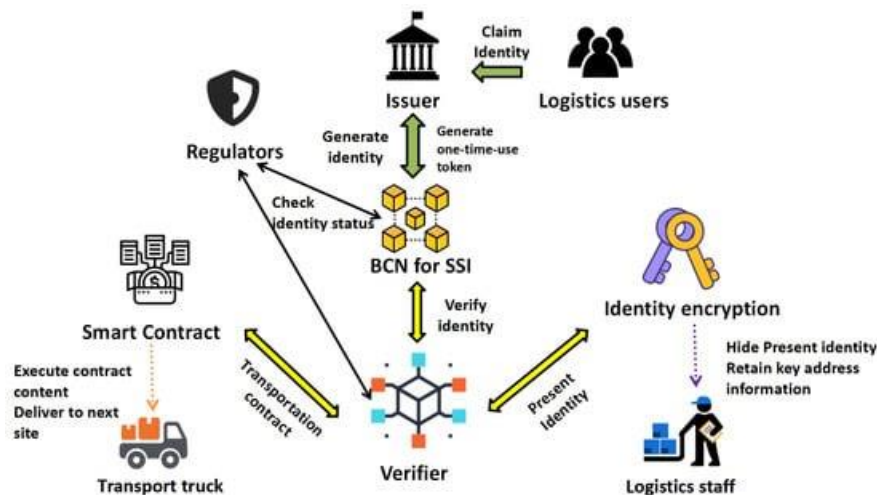 Claim
Identity
Issuer
Logistics users
Regulators
Generate
identity
Generate
one-time-use
token
Check
identity status
BCN for SSI
Verify
identity
Smart Contract
Identity encryption
Execute contract
content
Deliver to next
site
Transportation
contract
Present
Identity
Hide Present identity
Retain key address
information
Transport truck
Verifier
Logistics staff